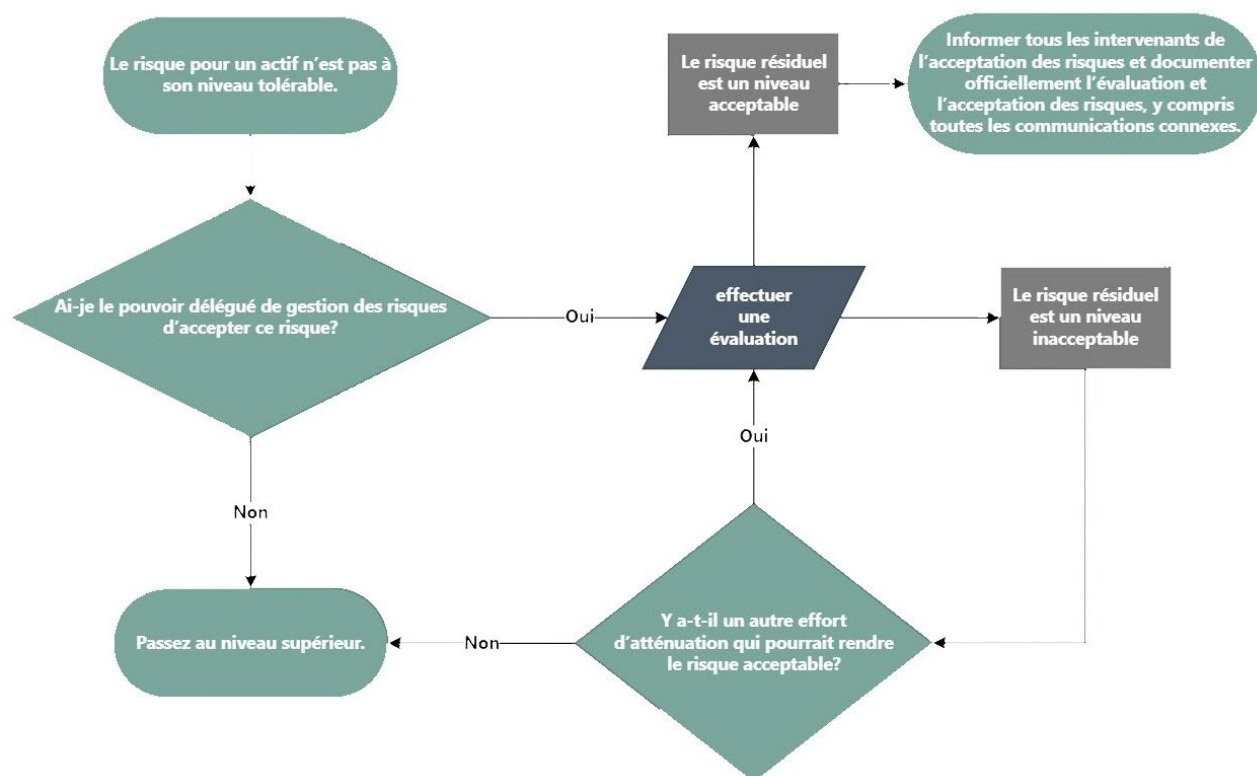 Le risque pour un actif n’est pas à
son niveau tolérable.
Le risque résiduel
est un niveau
acceptable
Informer tous les intervenants de
l’acceptation des risques et documenter
officiellement l’évaluation et
l’acceptation des risques, y compris
toutes les communications connexes.
Ai-je le pouvoir délégué de gestion des risques
d’accepter ce risque?
Oui
effectuer
une
évaluation
Le risque résiduel
est un niveau
inacceptable
Oui
Non
Passez au niveau supérieur.
Non
Y a-t-il un autre effort
d’atténuation qui pourrait rendre
le risque acceptable?